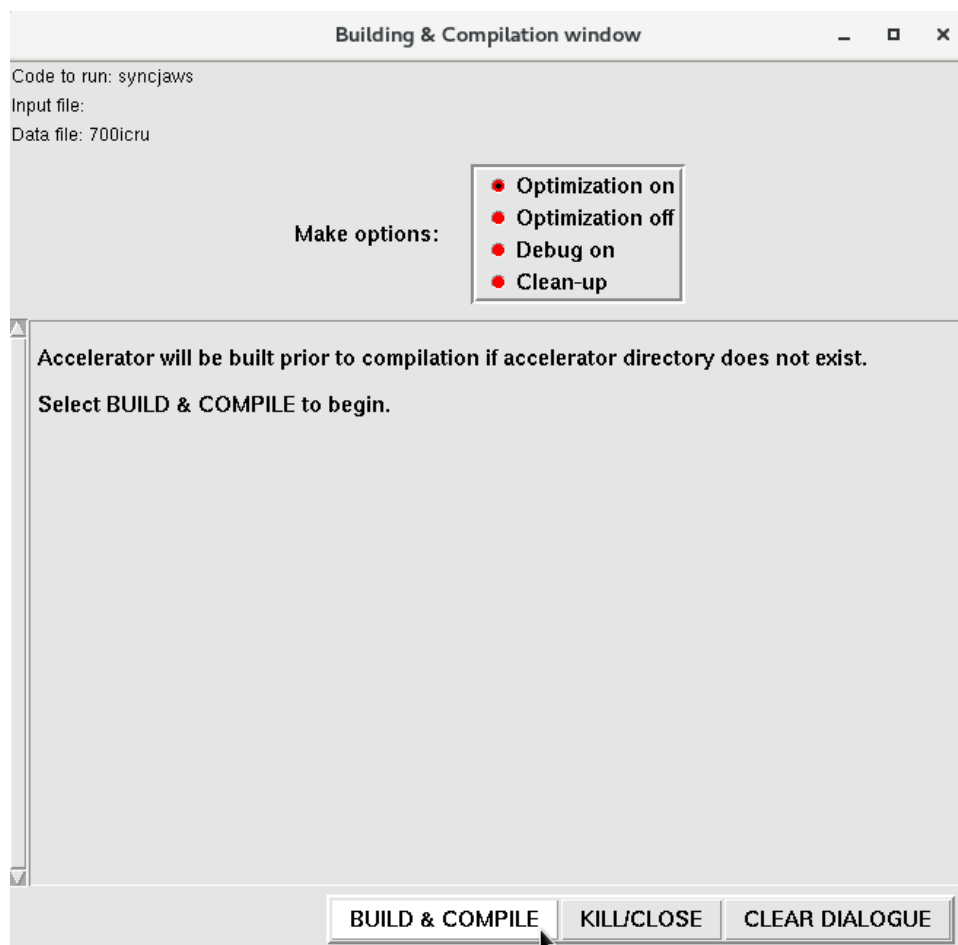 Building & Compilation window
Code to run: syncjaws
Input file:
Data file: 700icru
Make options:
Optimization on
Optimization off
Debug on
Clean-up
Accelerator will be built prior to compilation if accelerator directory does not exist.
Select BUILD & COMPILE to begin.
BUILD & COMPILE KILL/CLOSE CLEAR DIALOGUE